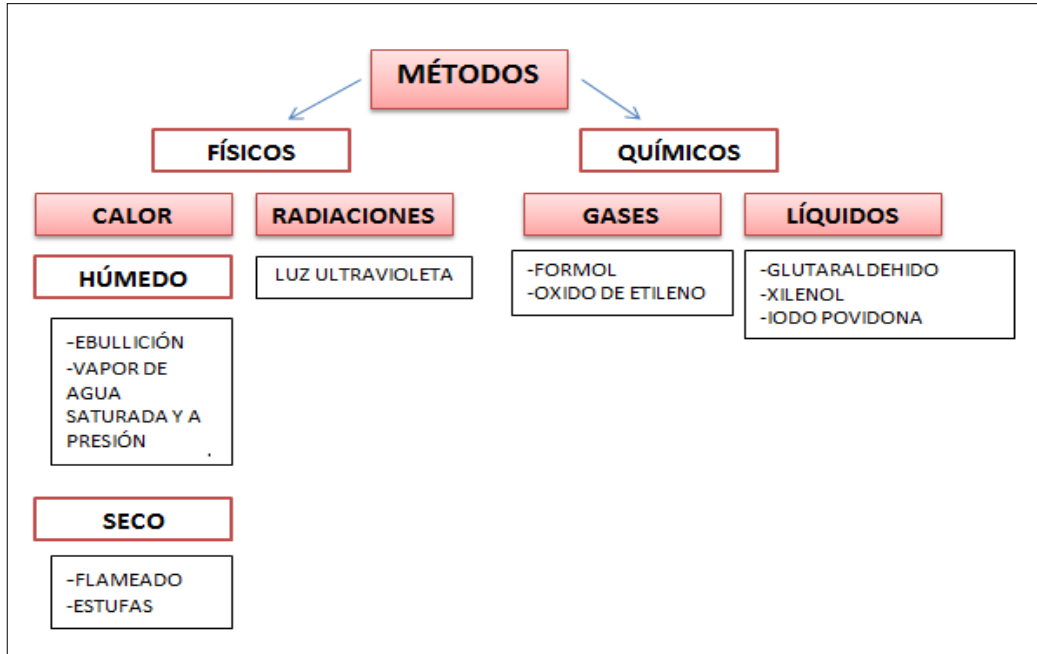 MÉTODOS
FÍSICOS
QUÍMICOS
CALOR
RADIACIONES
GASES
LÍQUIDOS
HÚMEDO
LUZ ULTRAVIOLETA
-FORMOL
-OXIDO DE ETILENO
-GLUTARALDEHIDO
-XILENOL
-IODO POVIDONA
-EBULLICIÓN
-VAPOR DE
AGUA
SATURADA Y A
PRESIÓN .
SECO
-FLAMEADO
-ESTUFAS